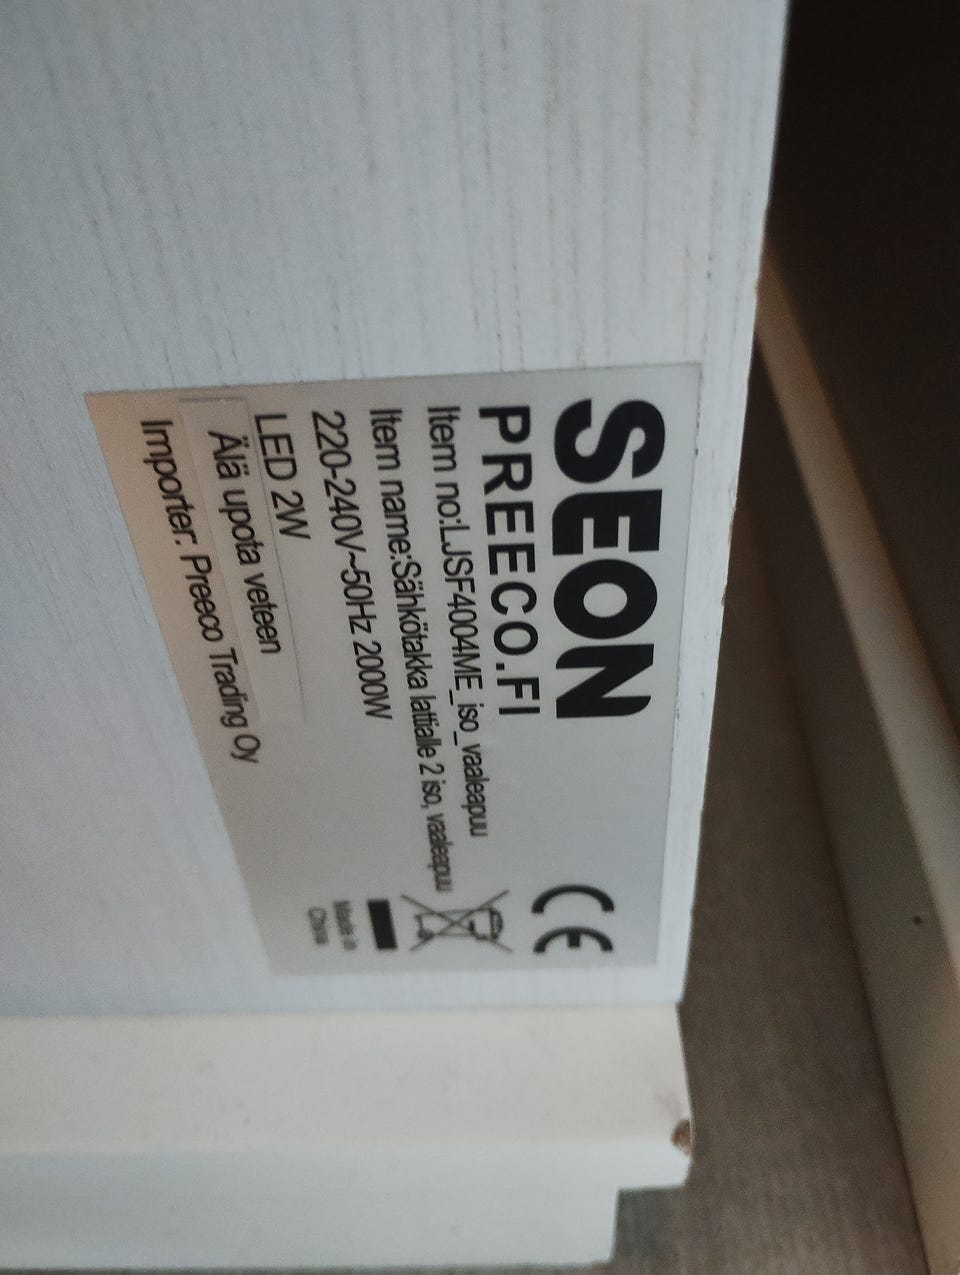 SEON
PREECO.FI
CE
Item no:LJSF4004ME_iso_vaaleapuu
Item name:Sähkötakka lattialle 2 iso, vaaleapuu
220-240V~50Hz 2000W
LED 2W
Älä upota veteen
Importer: Preeco Trading Oy
Made in
China